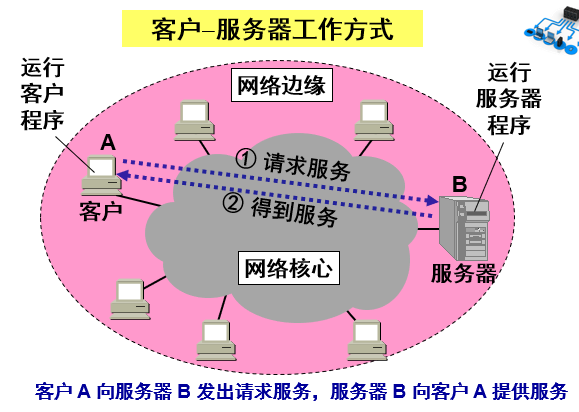 客户–服务器工作方式
运行
客户
程序
网络边缘
运行
服务器
程序
A
① 请求服务
B
② 得到服务
客户
网络核心
服务器
客户 A 向服务器 B 发出请求服务，服务器 B 向客户 A 提供服务